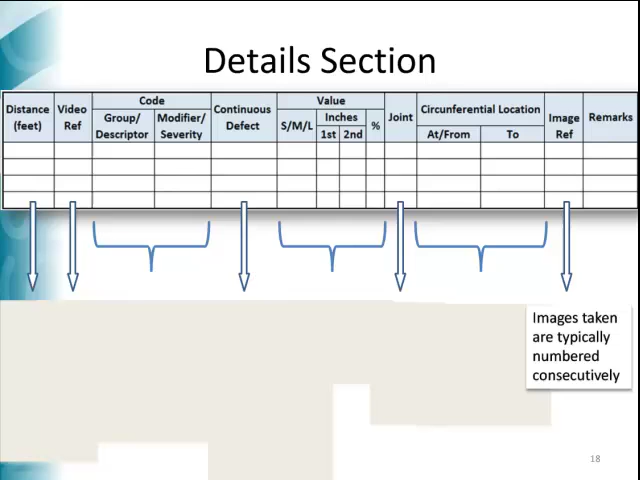 Details Section
Distance (feet)
Video Ref
Code
Group/ Descriptor
Modifier/ Severity
Continuous Defect
Value
S/M/L
Inches
1st
2nd
%
Joint
Circunferential Location
At/From
To
Image Ref
Remarks
Images taken
are typically
numbered
consecutively
18